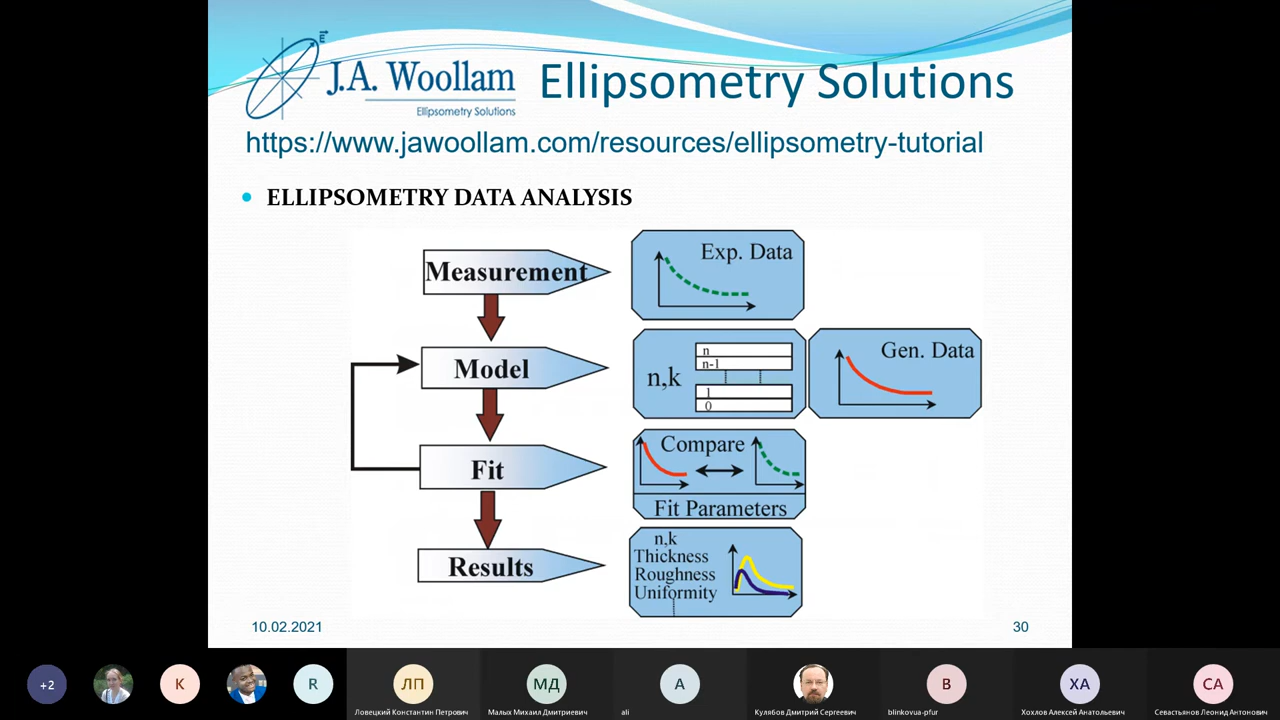 E
J.A. Woollam
Ellipsometry Solutions
Ellipsometry Solutions
https://www.jawoollam.com/resources/ellipsometry-tutorial
ELLIPSOMETRY DATA ANALYSIS
Measurement
Exp. Data
Model
n,k
n
n-1
1
0
Gen. Data
Fit
Compare
Fit Parameters
Results
n,k
Thickness
Roughness
Uniformity
10.02.2021
30
+2
K
R
ЛП
МД
A
B
ХА
СА
Ловецкий Константин Петрович
Малых Михаил Дмитриевич
ali
Кулябов Дмитрий Сергеевич
blinkovua-pfur
Хохлов Алексей Анатольевич
Севастьянов Леонид Антонович